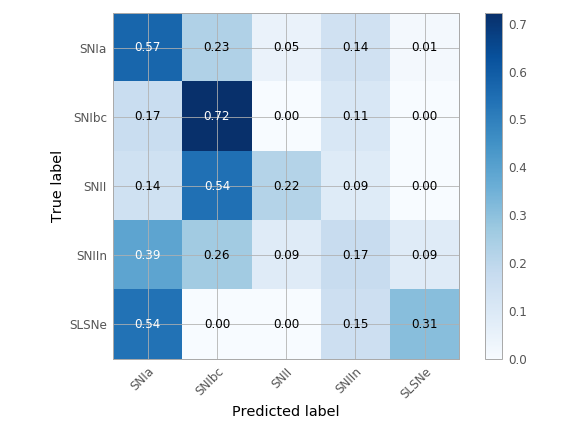 SNIa 0.57 0.23 0.05 0.14 0.01
SNIbc 0.17 0.72 0.00 0.11 0.00
SNII 0.14 0.54 0.22 0.09 0.00
SNIIn 0.39 0.26 0.09 0.17 0.09
SLSNe 0.54 0.00 0.00 0.15 0.31
SNIa SNIbc SNII SNIIn SLSNe
True label
Predicted label
0.7
0.6
0.5
0.4
0.3
0.2
0.1
0.0